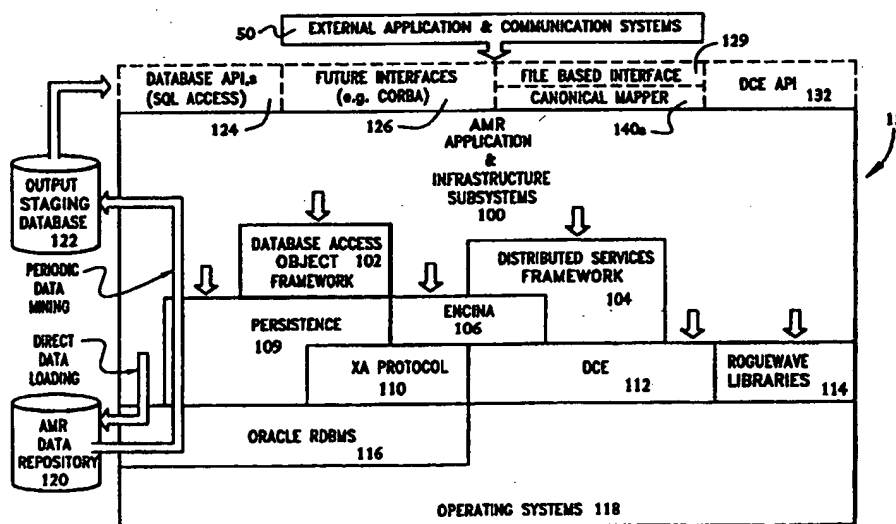 50
EXTERNAL APPLICATION & COMMUNICATION SYSTEMS
DATABASE API,s
(SQL ACCESS)
124
FUTURE INTERFACES
(e.g. CORBA)
126
FILE BASED INTERFACE
129
CANONICAL MAPPER
140a
DCE API
132
AMR
APPLICATION
&
INFRASTRUCTURE
SUBSYSTEMS
100
OUTPUT
STAGING
DATABASE
122
PERIODIC
DATA
MINING
DIRECT
DATA
LOADING
AMR
DATA
REPOSITORY
120
DATABASE ACCESS
OBJECT 102
FRAMEWORK
DISTRIBUTED SERVICES
FRAMEWORK
104
PERSISTENCE
109
ENCINA
106
XA PROTOCOL
110
DCE
112
ROGUEWAVE
LIBRARIES
114
ORACLE RDBMS
116
OPERATING SYSTEMS 118